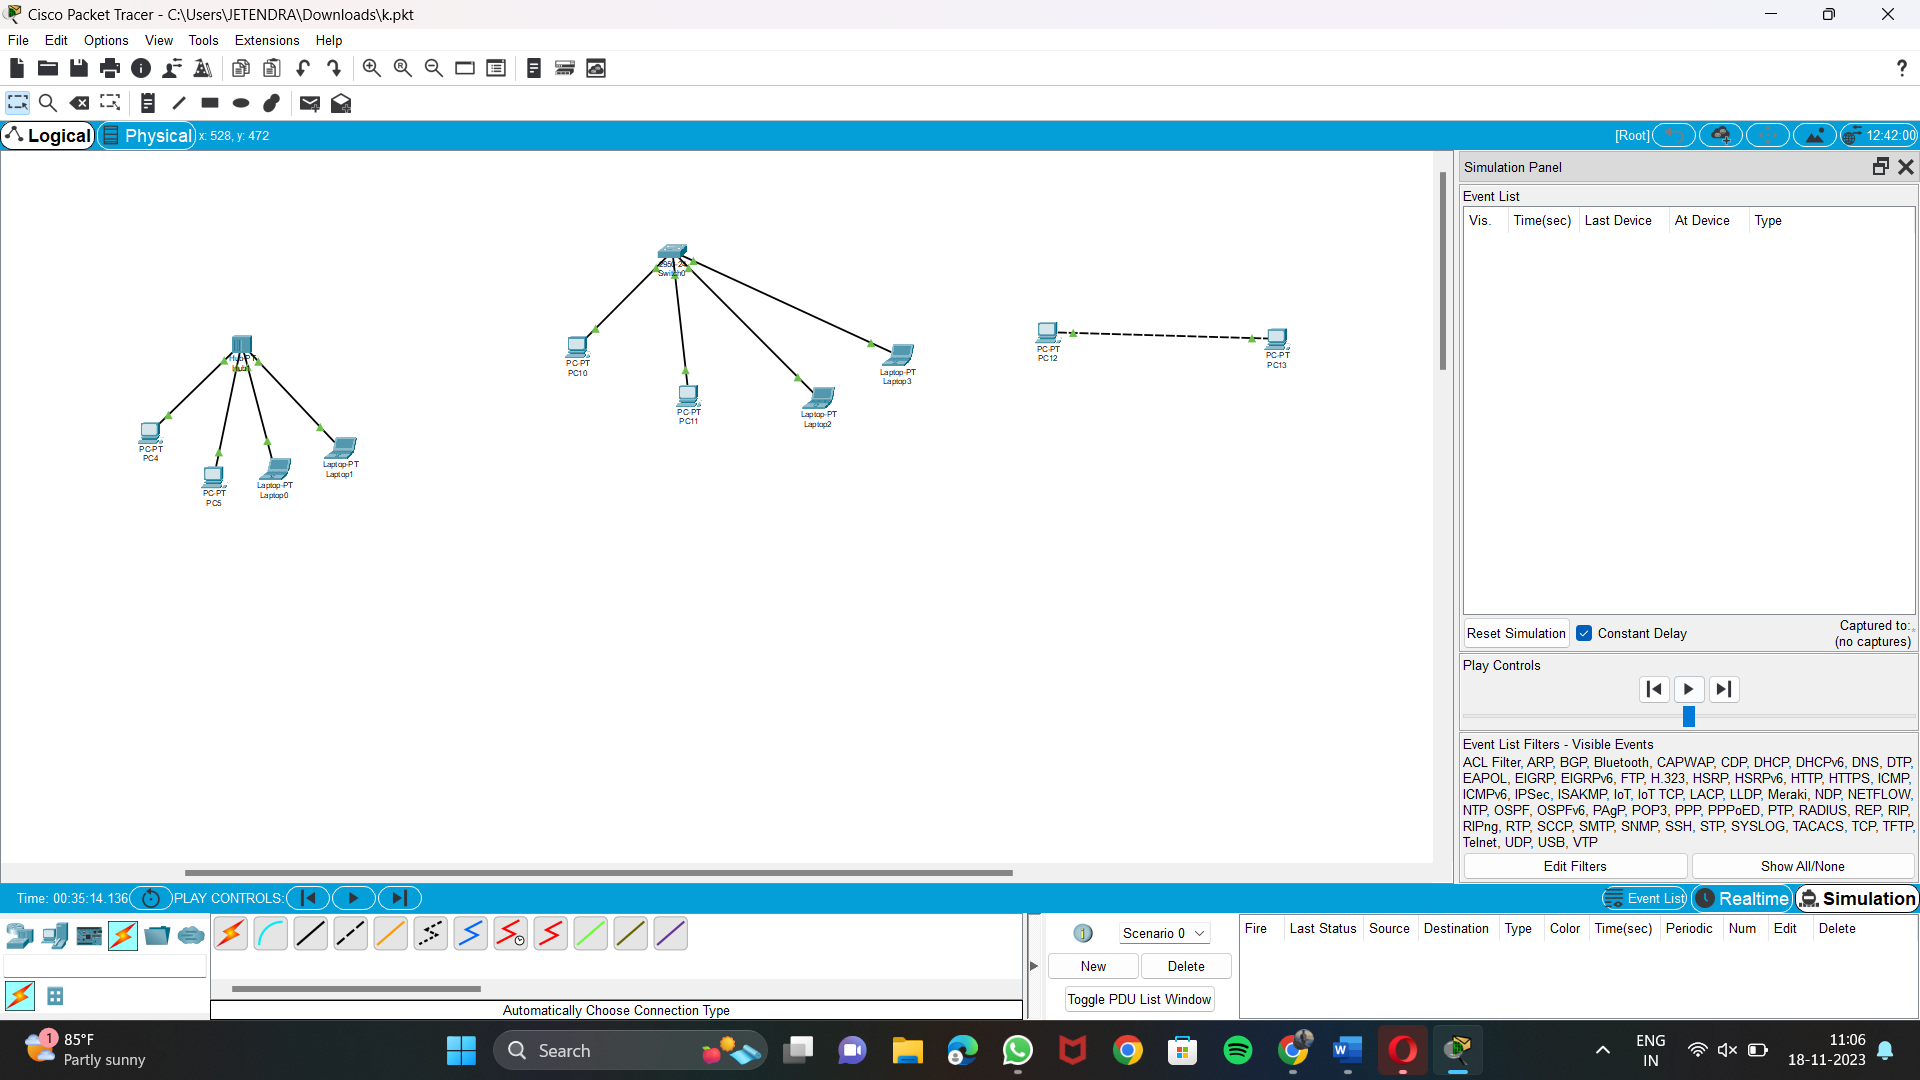 Cisco Packet Tracer - C:\Users\JETENDRA\Downloads\k.pkt
File Edit Options View Tools Extensions Help
?
Logical Physical x: 528, y: 472 [Root] 12:42:00
Simulation Panel
Event List
Vis. Time(sec) Last Device At Device Type
Switch0
PC-PT
PC10
PC-PT
PC11
Laptop-PT
Laptop2
Laptop-PT
Laptop3
PC-PT
PC12
PC-PT
PC13
PC-PT
PC4
PC-PT
PC5
Laptop-PT
Laptop0
Laptop-PT
Laptop1
Reset Simulation Constant Delay Captured to:
(no captures)
Play Controls
Event List Filters - Visible Events
ACL Filter, ARP, BGP, Bluetooth, CAPWAP, CDP, DHCP, DHCPv6, DNS, DTP,
EAPOL, EIGRP, EIGRPv6, FTP, H.323, HSRP, HSRPv6, HTTP, HTTPS, ICMP,
ICMPv6, IPSec, ISAKMP, IoT, IoT TCP, LACP, LLDP, Meraki, NDP, NETFLOW,
NTP, OSPF, OSPFv6, PAgP, POP3, PPP, PPPoED, PTP, RADIUS, REP, RIP,
RIPng, RTP, SCCP, SMTP, SNMP, SSH, STP, SYSLOG, TACACS, TCP, TFTP,
Telnet, UDP, USB, VTP
Edit Filters Show All/None
Time: 00:35:14.136 PLAY CONTROLS: Event List Realtime Simulation
Scenario 0
New Delete
Toggle PDU List Window
Fire Last Status Source Destination Type Color Time(sec) Periodic Num Edit Delete
Automatically Choose Connection Type
1 85°F
Partly sunny
Search
ENG
IN
11:06
18-11-2023